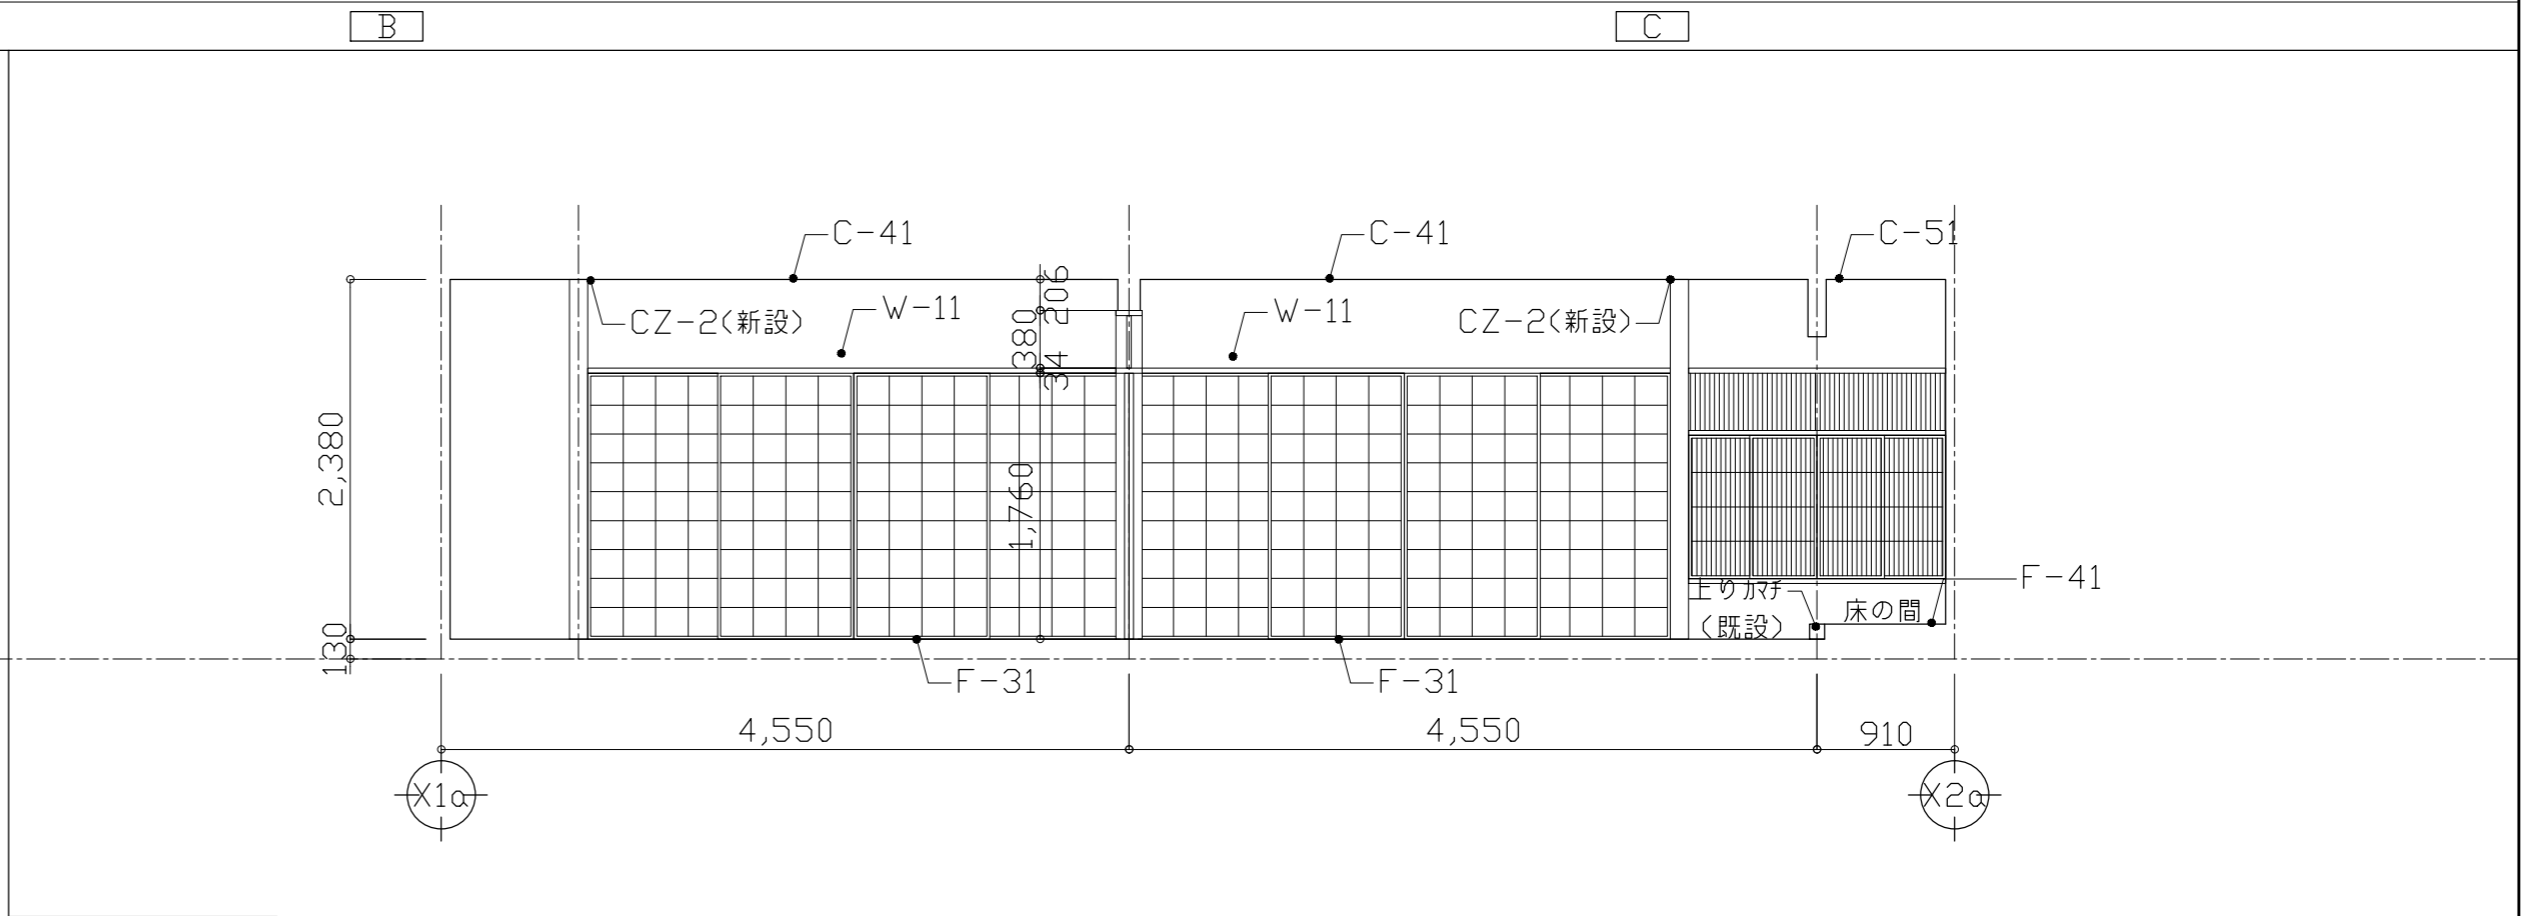 B
C
C-41
C-41
C-51
CZ-2(新設)
W-11
206
380
34
W-11
CZ-2(新設)
2,380
1,760
130
上りカマチ
(既設)
床の間
F-41
F-31
F-31
4,550
4,550
910
X1a
X2a